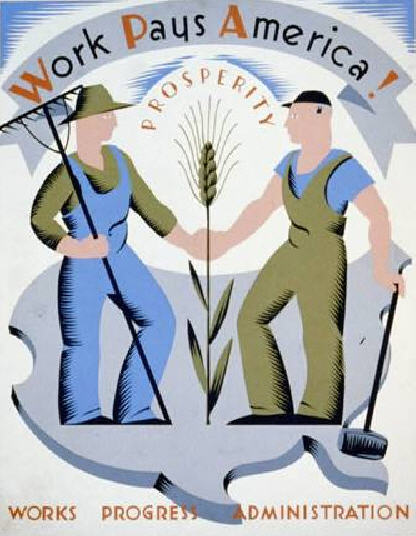 Work Pays America!
PROSPERITY
WORKS PROGRESS ADMINISTRATION